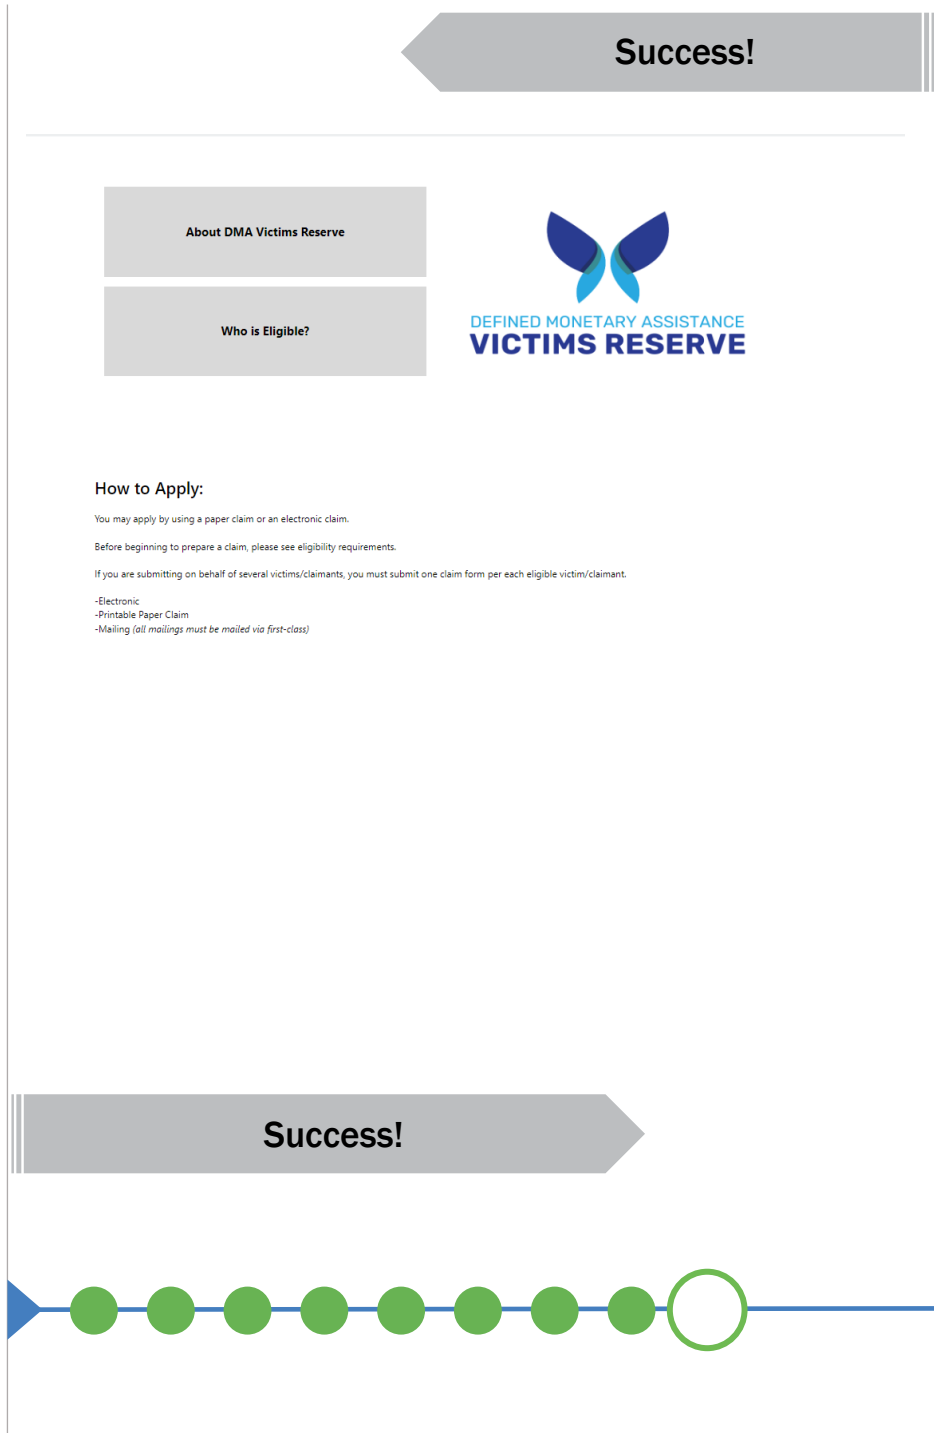 Success!
About DMA Victims Reserve
Who is Eligible?
DEFINED MONETARY ASSISTANCE
VICTIMS RESERVE
How to Apply:
You may apply by using a paper claim or an electronic claim.
Before beginning to prepare a claim, please see eligibility requirements.
If you are submitting on behalf of several victims/claimants, you must submit one claim form per each eligible victim/claimant.
-Electronic
-Printable Paper Claim
-Mailing (all mailings must be mailed via first-class)
Success!